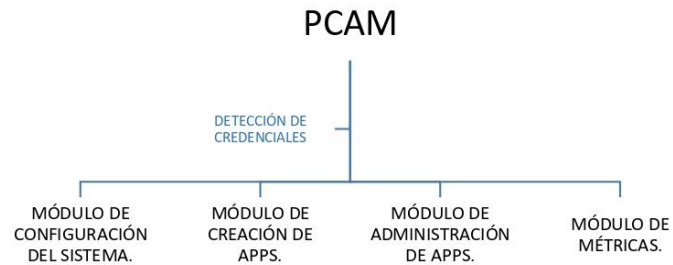 PCAM
DETECCIÓN DE
CREDENCIALES
MÓDULO DE
CONFIGURACIÓN
DEL SISTEMA.
MÓDULO DE
CREACIÓN DE
APPS.
MÓDULO DE
ADMINISTRACIÓN
DE APPS.
MÓDULO DE
MÉTRICAS.